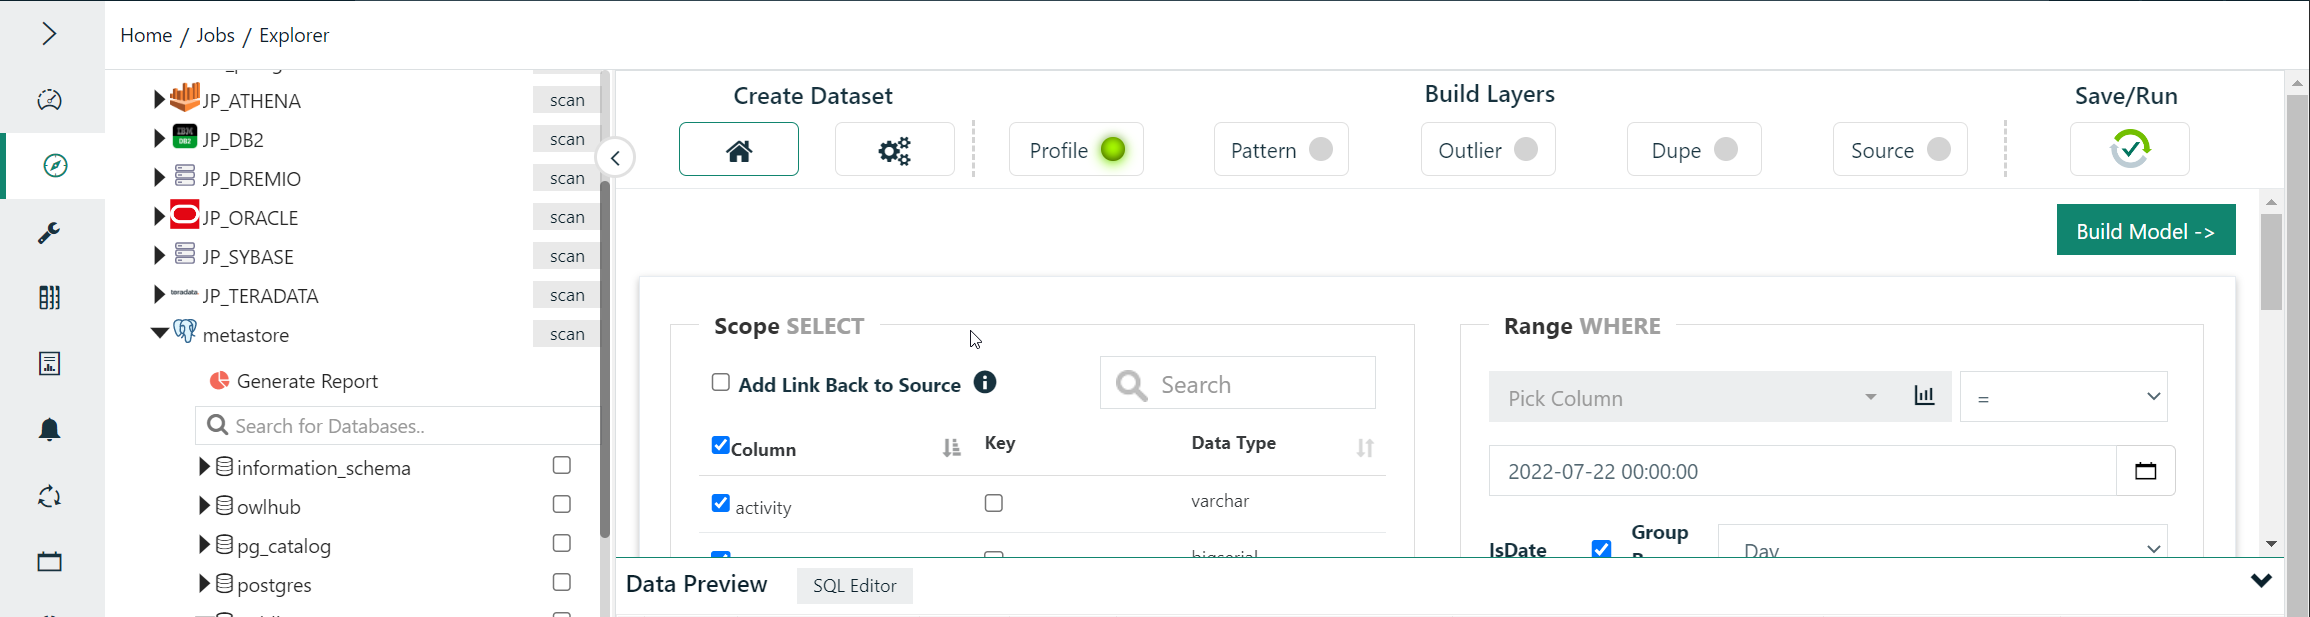 Home / Jobs / Explorer
JP_ATHENA scan
IBM DB2 JP_DB2 scan
JP_DREMIO scan
JP_ORACLE scan
JP_SYBASE scan
teradata. JP_TERADATA scan
metastore scan
Generate Report
Search for Databases..
information_schema
owlhub
pg_catalog
postgres
Create Dataset
Build Layers
Save/Run
Profile Pattern Outlier Dupe Source
Build Model ->
Scope SELECT
Add Link Back to Source
Search
Column Key Data Type
activity varchar
bigserial
Range WHERE
Pick Column =
2022-07-22 00:00:00
IsDate Group
Day
Data Preview SQL Editor